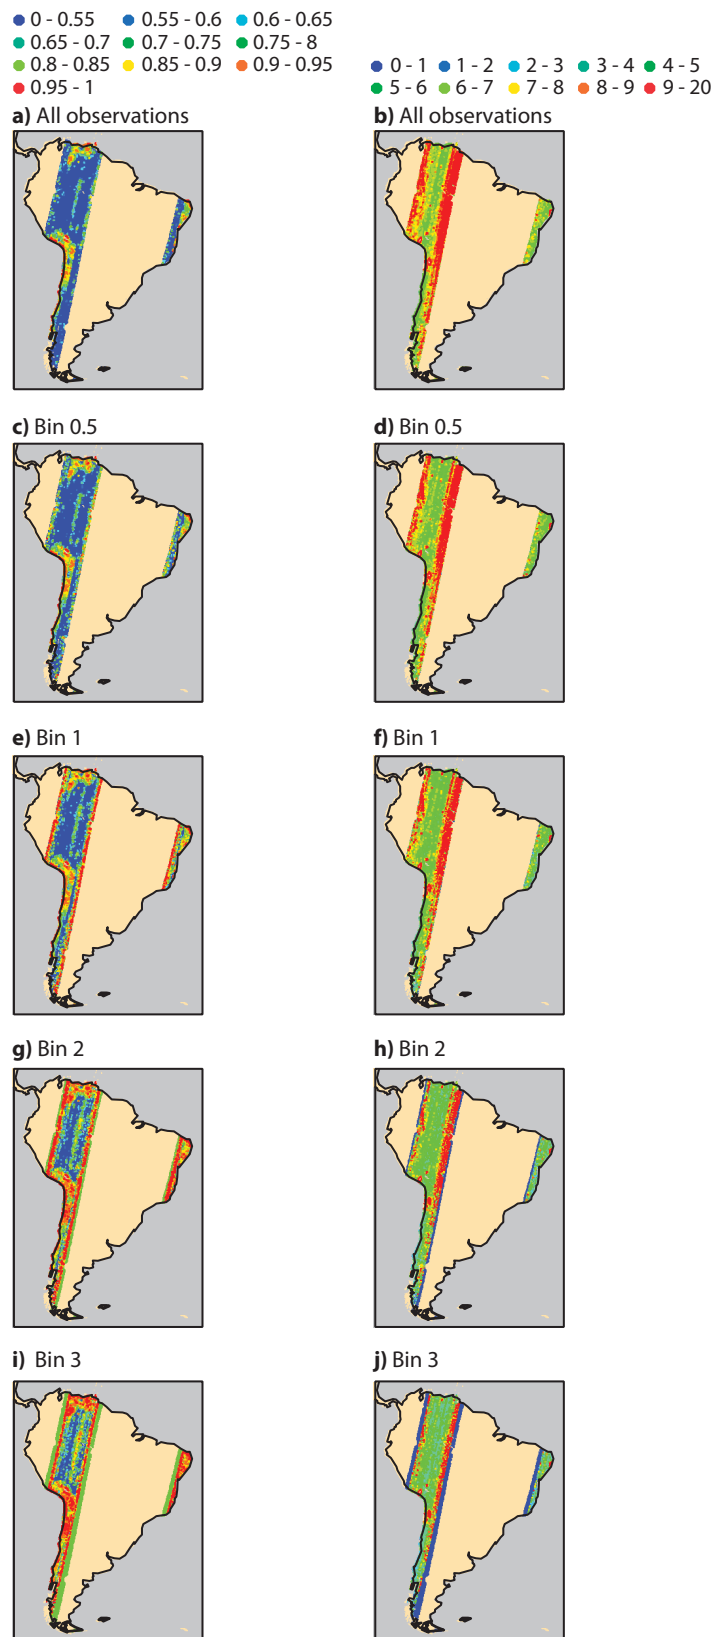 0 - 0.55 0.55 - 0.6 0.6 - 0.65
0.65 - 0.7 0.7 - 0.75 0.75 - 8
0.8 - 0.85 0.85 - 0.9 0.9 - 0.95
0.95 - 1
0 - 1 1 - 2 2 - 3 3 - 4 4 - 5
5 - 6 6 - 7 7 - 8 8 - 9 9 - 20
a) All observations
b) All observations
c) Bin 0.5
d) Bin 0.5
e) Bin 1
f) Bin 1
g) Bin 2
h) Bin 2
i) Bin 3
j) Bin 3